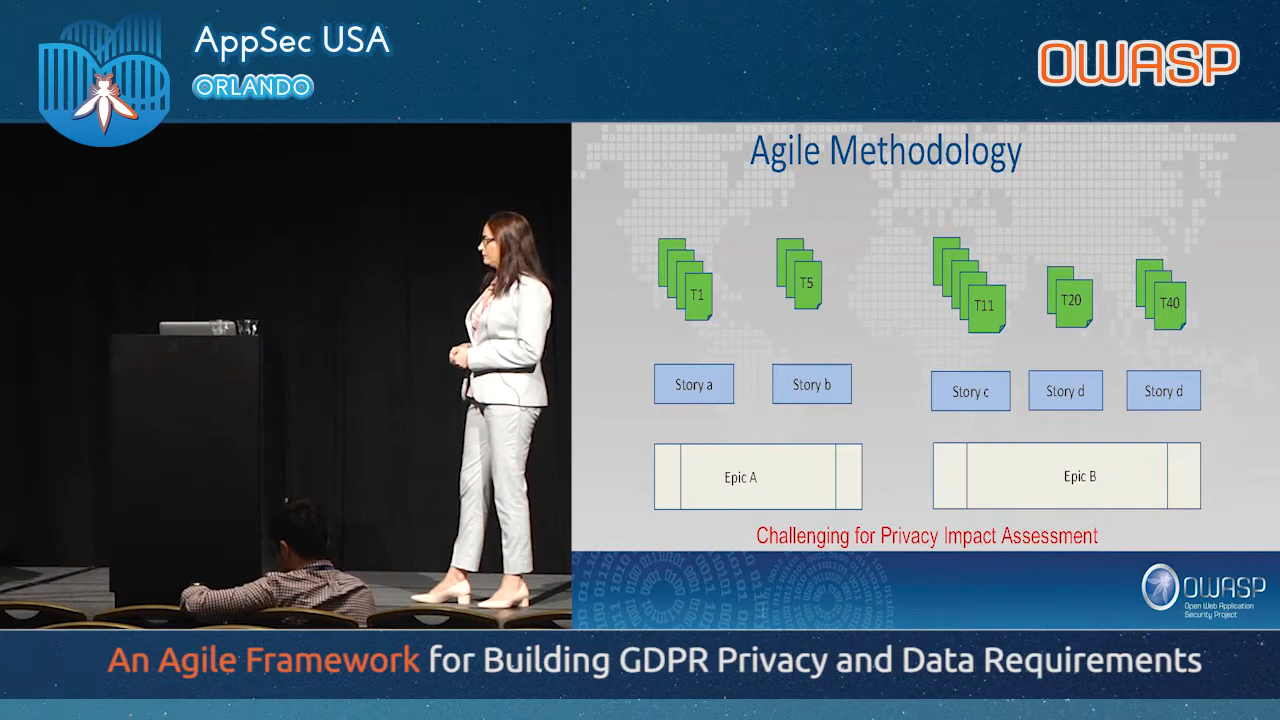 AppSec USA
ORLANDO
OWASP
Agile Methodology
T1
T5
T11
T20
T40
Story a
Story b
Story c
Story d
Story d
Epic A
Epic B
Challenging for Privacy Impact Assessment
OWASP
Open Web Application
Security Project
An Agile Framework for Building GDPR Privacy and Data Requirements